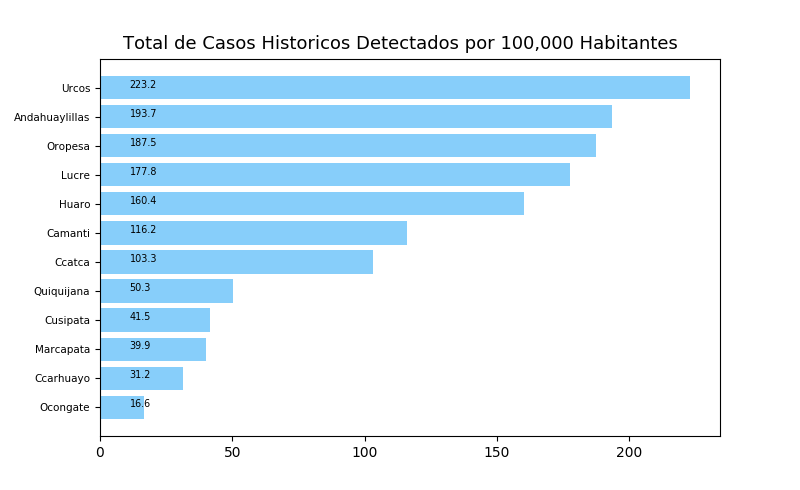 Total de Casos Historicos Detectados por 100,000 Habitantes
Urcos 223.2
Andahuaylillas 193.7
Oropesa 187.5
Lucre 177.8
Huaro 160.4
Camanti 116.2
Ccatca 103.3
Quiquijana 50.3
Cusipata 41.5
Marcapata 39.9
Ccarhuayo 31.2
Ocongate 16.6
0 50 100 150 200